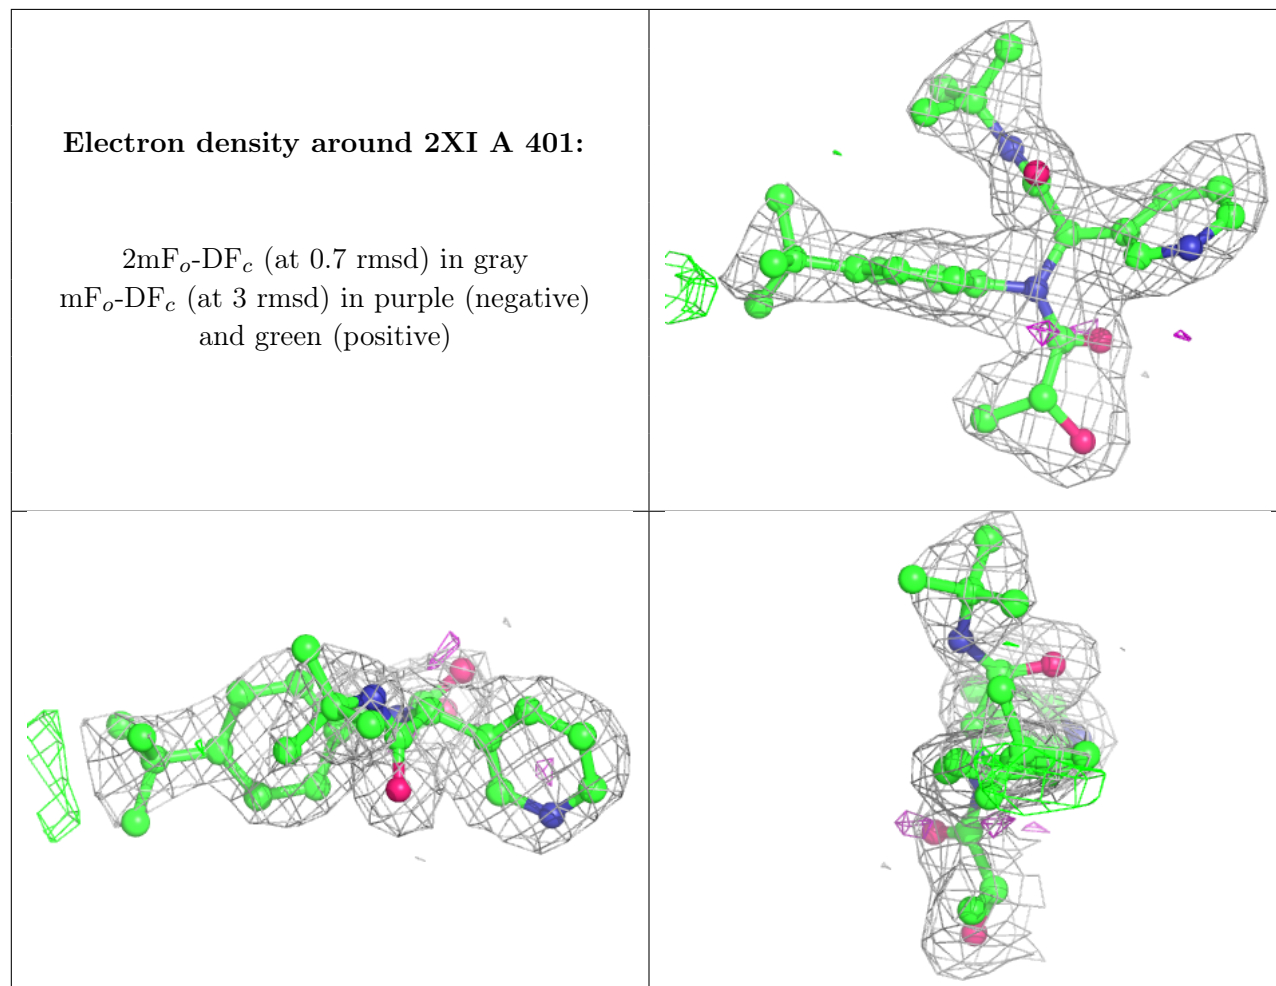 Electron density around 2XI A 401:
2mFo-DFc (at 0.7 rmsd) in gray
mFo-DFc (at 3 rmsd) in purple (negative)
and green (positive)